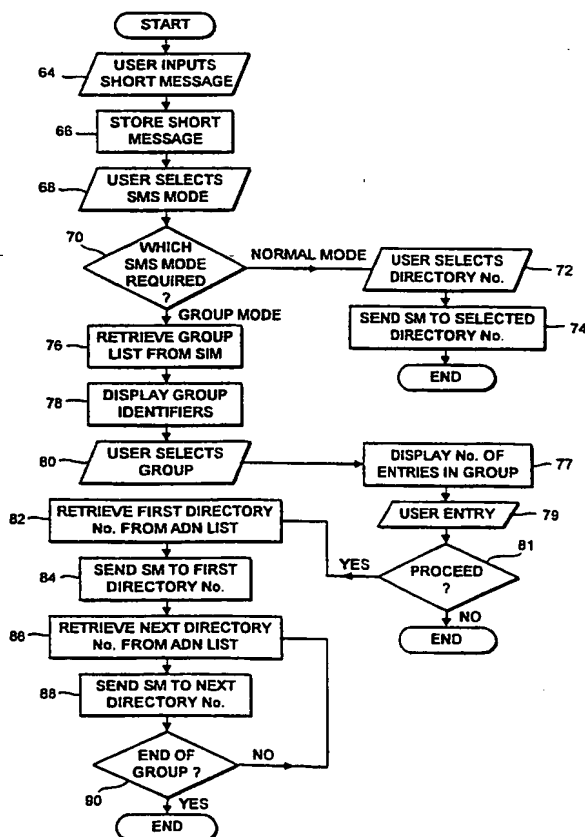 START
64
USER INPUTS
SHORT MESSAGE
66
STORE SHORT
MESSAGE
68
USER SELECTS
SMS MODE
70
WHICH
SMS MODE
REQUIRED
?
NORMAL MODE
USER SELECTS
DIRECTORY No.
72
GROUP MODE
SEND SM TO SELECTED
DIRECTORY No.
74
END
76
RETRIEVE GROUP
LIST FROM SIM
78
DISPLAY GROUP
IDENTIFIERS
80
USER SELECTS
GROUP
DISPLAY No. OF
ENTRIES IN GROUP
77
USER ENTRY
79
82
RETRIEVE FIRST DIRECTORY
No. FROM ADN LIST
YES
PROCEED
?
81
NO
END
84
SEND SM TO FIRST
DIRECTORY No.
86
RETRIEVE NEXT DIRECTORY
No. FROM ADN LIST
88
SEND SM TO NEXT
DIRECTORY No.
END OF
GROUP ?
NO
80
YES
END